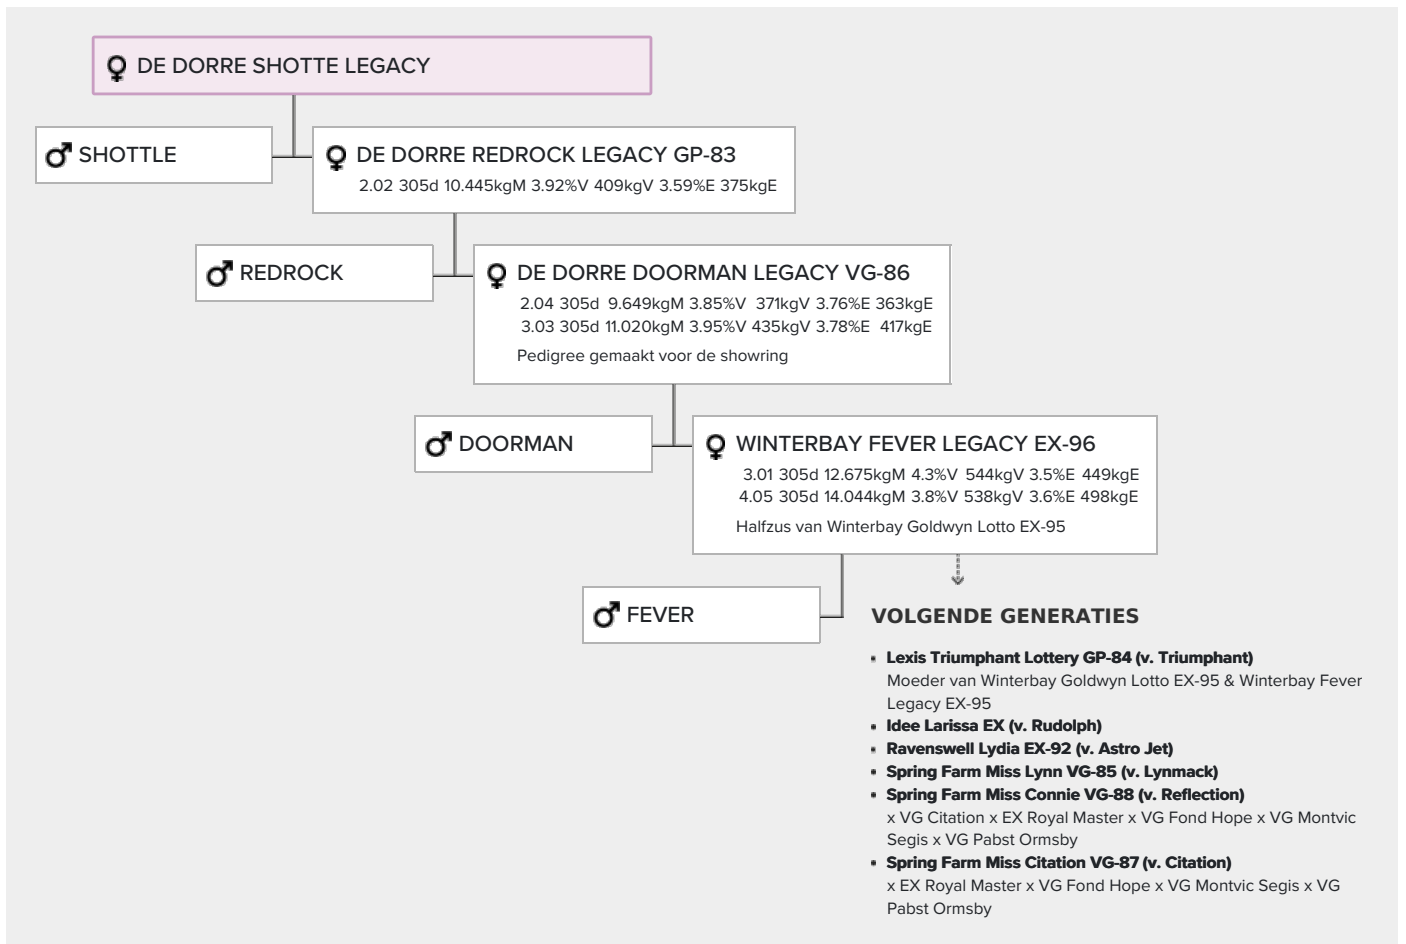 DE DORRE SHOTTE LEGACY
SHOTTLE
DE DORRE REDROCK LEGACY GP-83
2.02 305d 10.445kgM 3.92%V 409kgV 3.59%E 375kgE
REDROCK
DE DORRE DOORMAN LEGACY VG-86
2.04 305d 9.649kgM 3.85%V 371kgV 3.76%E 363kgE
3.03 305d 11.020kgM 3.95%V 435kgV 3.78%E 417kgE
Pedigree gemaakt voor de showring
DOORMAN
WINTERBAY FEVER LEGACY EX-96
3.01 305d 12.675kgM 4.3%V 544kgV 3.5%E 449kgE
4.05 305d 14.044kgM 3.8%V 538kgV 3.6%E 498kgE
Halfzus van Winterbay Goldwyn Lotto EX-95
FEVER
VOLGENDE GENERATIES
Lexis Triumphant Lottery GP-84 (v. Triumphant)
Moeder van Winterbay Goldwyn Lotto EX-95 & Winterbay Fever
Legacy EX-95
Idee Larissa EX (v. Rudolph)
Ravenswell Lydia EX-92 (v. Astro Jet)
Spring Farm Miss Lynn VG-85 (v. Lynmack)
Spring Farm Miss Connie VG-88 (v. Reflection)
x VG Citation x EX Royal Master x VG Fond Hope x VG Montvic
Segis x VG Pabst Ormsby
Spring Farm Miss Citation VG-87 (v. Citation)
x EX Royal Master x VG Fond Hope x VG Montvic Segis x VG
Pabst Ormsby